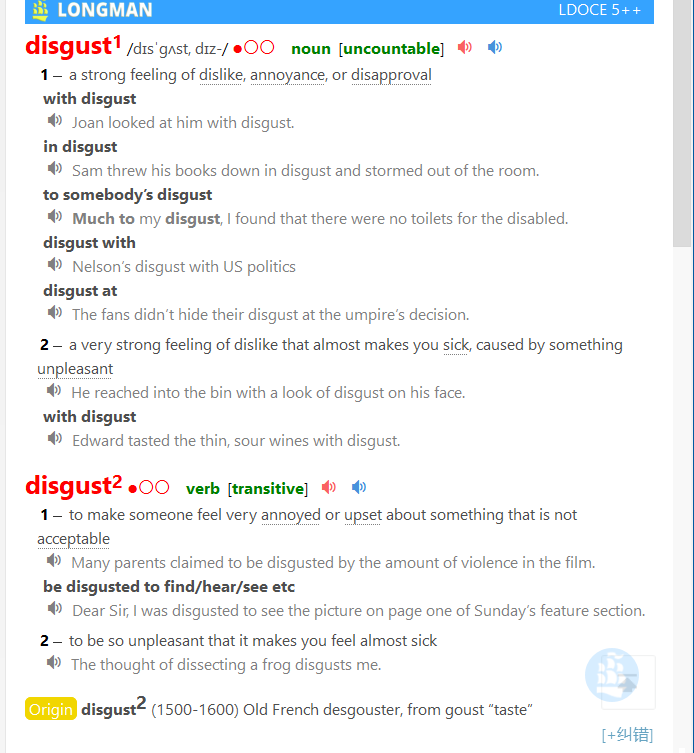 LONGMAN LDOCE 5++
disgust1 /dɪsˈɡʌst, dɪz-/ ●○○ noun [uncountable]
1 – a strong feeling of dislike, annoyance, or disapproval
with disgust
Joan looked at him with disgust.
in disgust
Sam threw his books down in disgust and stormed out of the room.
to somebody’s disgust
Much to my disgust, I found that there were no toilets for the disabled.
disgust with
Nelson’s disgust with US politics
disgust at
The fans didn’t hide their disgust at the umpire’s decision.
2 – a very strong feeling of dislike that almost makes you sick, caused by something
unpleasant
He reached into the bin with a look of disgust on his face.
with disgust
Edward tasted the thin, sour wines with disgust.
disgust2 ●○○ verb [transitive]
1 – to make someone feel very annoyed or upset about something that is not
acceptable
Many parents claimed to be disgusted by the amount of violence in the film.
be disgusted to find/hear/see etc
Dear Sir, I was disgusted to see the picture on page one of Sunday’s feature section.
2 – to be so unpleasant that it makes you feel almost sick
The thought of dissecting a frog disgusts me.
Origin disgust2 (1500-1600) Old French desgouster, from goust “taste”
[+纠错]